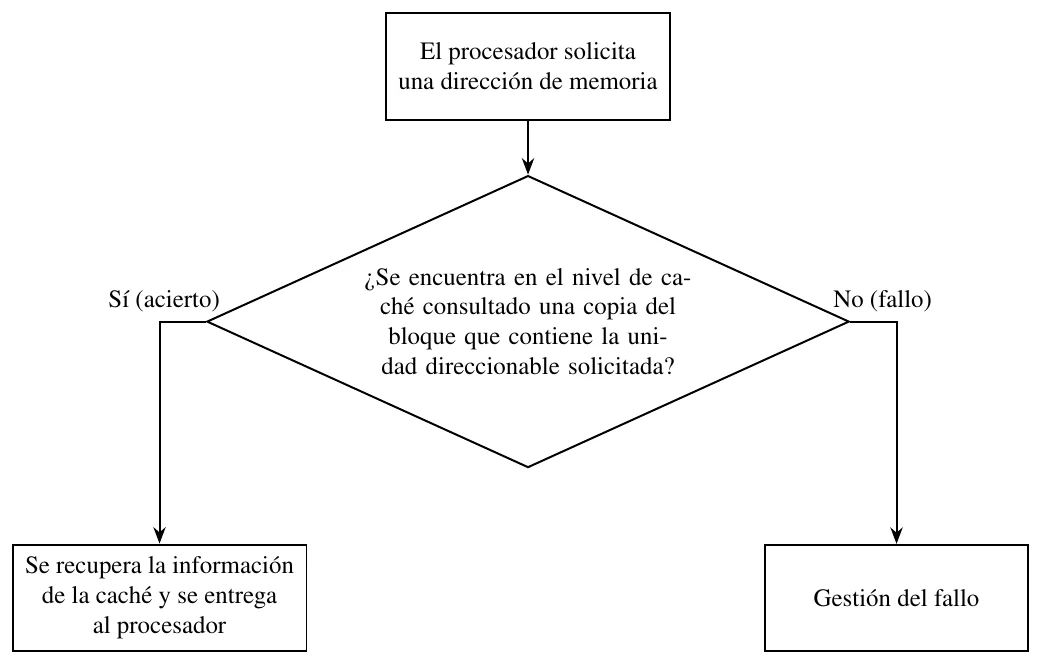 El procesador solicita
una dirección de memoria
¿Se encuentra en el nivel de ca-
ché consultado una copia del
bloque que contiene la uni-
dad direccionable solicitada?
Sí (acierto)
No (fallo)
Se recupera la información
de la caché y se entrega
al procesador
Gestión del fallo